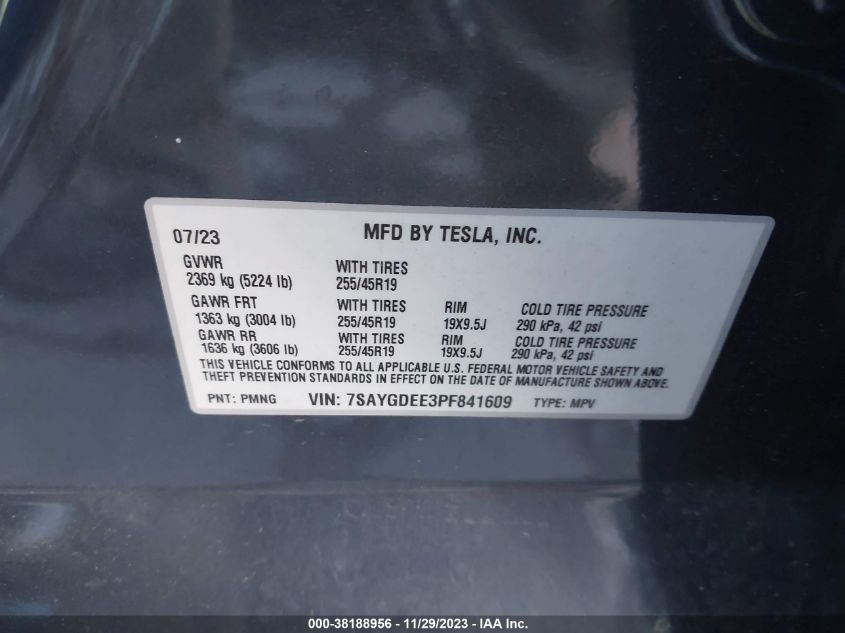 07/23 MFD BY TESLA, INC.
GVWR WITH TIRES
2369 kg (5224 lb) 255/45R19
GAWR FRT WITH TIRES RIM COLD TIRE PRESSURE
1363 kg (3004 lb) 255/45R19 19X9.5J 290 kPa, 42 psi
GAWR RR WITH TIRES RIM COLD TIRE PRESSURE
1636 kg (3606 lb) 255/45R19 19X9.5J 290 kPa, 42 psi
THIS VEHICLE CONFORMS TO ALL APPLICABLE U.S. FEDERAL MOTOR VEHICLE SAFETY AND
THEFT PREVENTION STANDARDS IN EFFECT ON THE DATE OF MANUFACTURE SHOWN ABOVE.
PNT: PMNG VIN: 7SAYGDEE3PF841609 TYPE: MPV
000-38188956 - 11/29/2023 - IAA Inc.